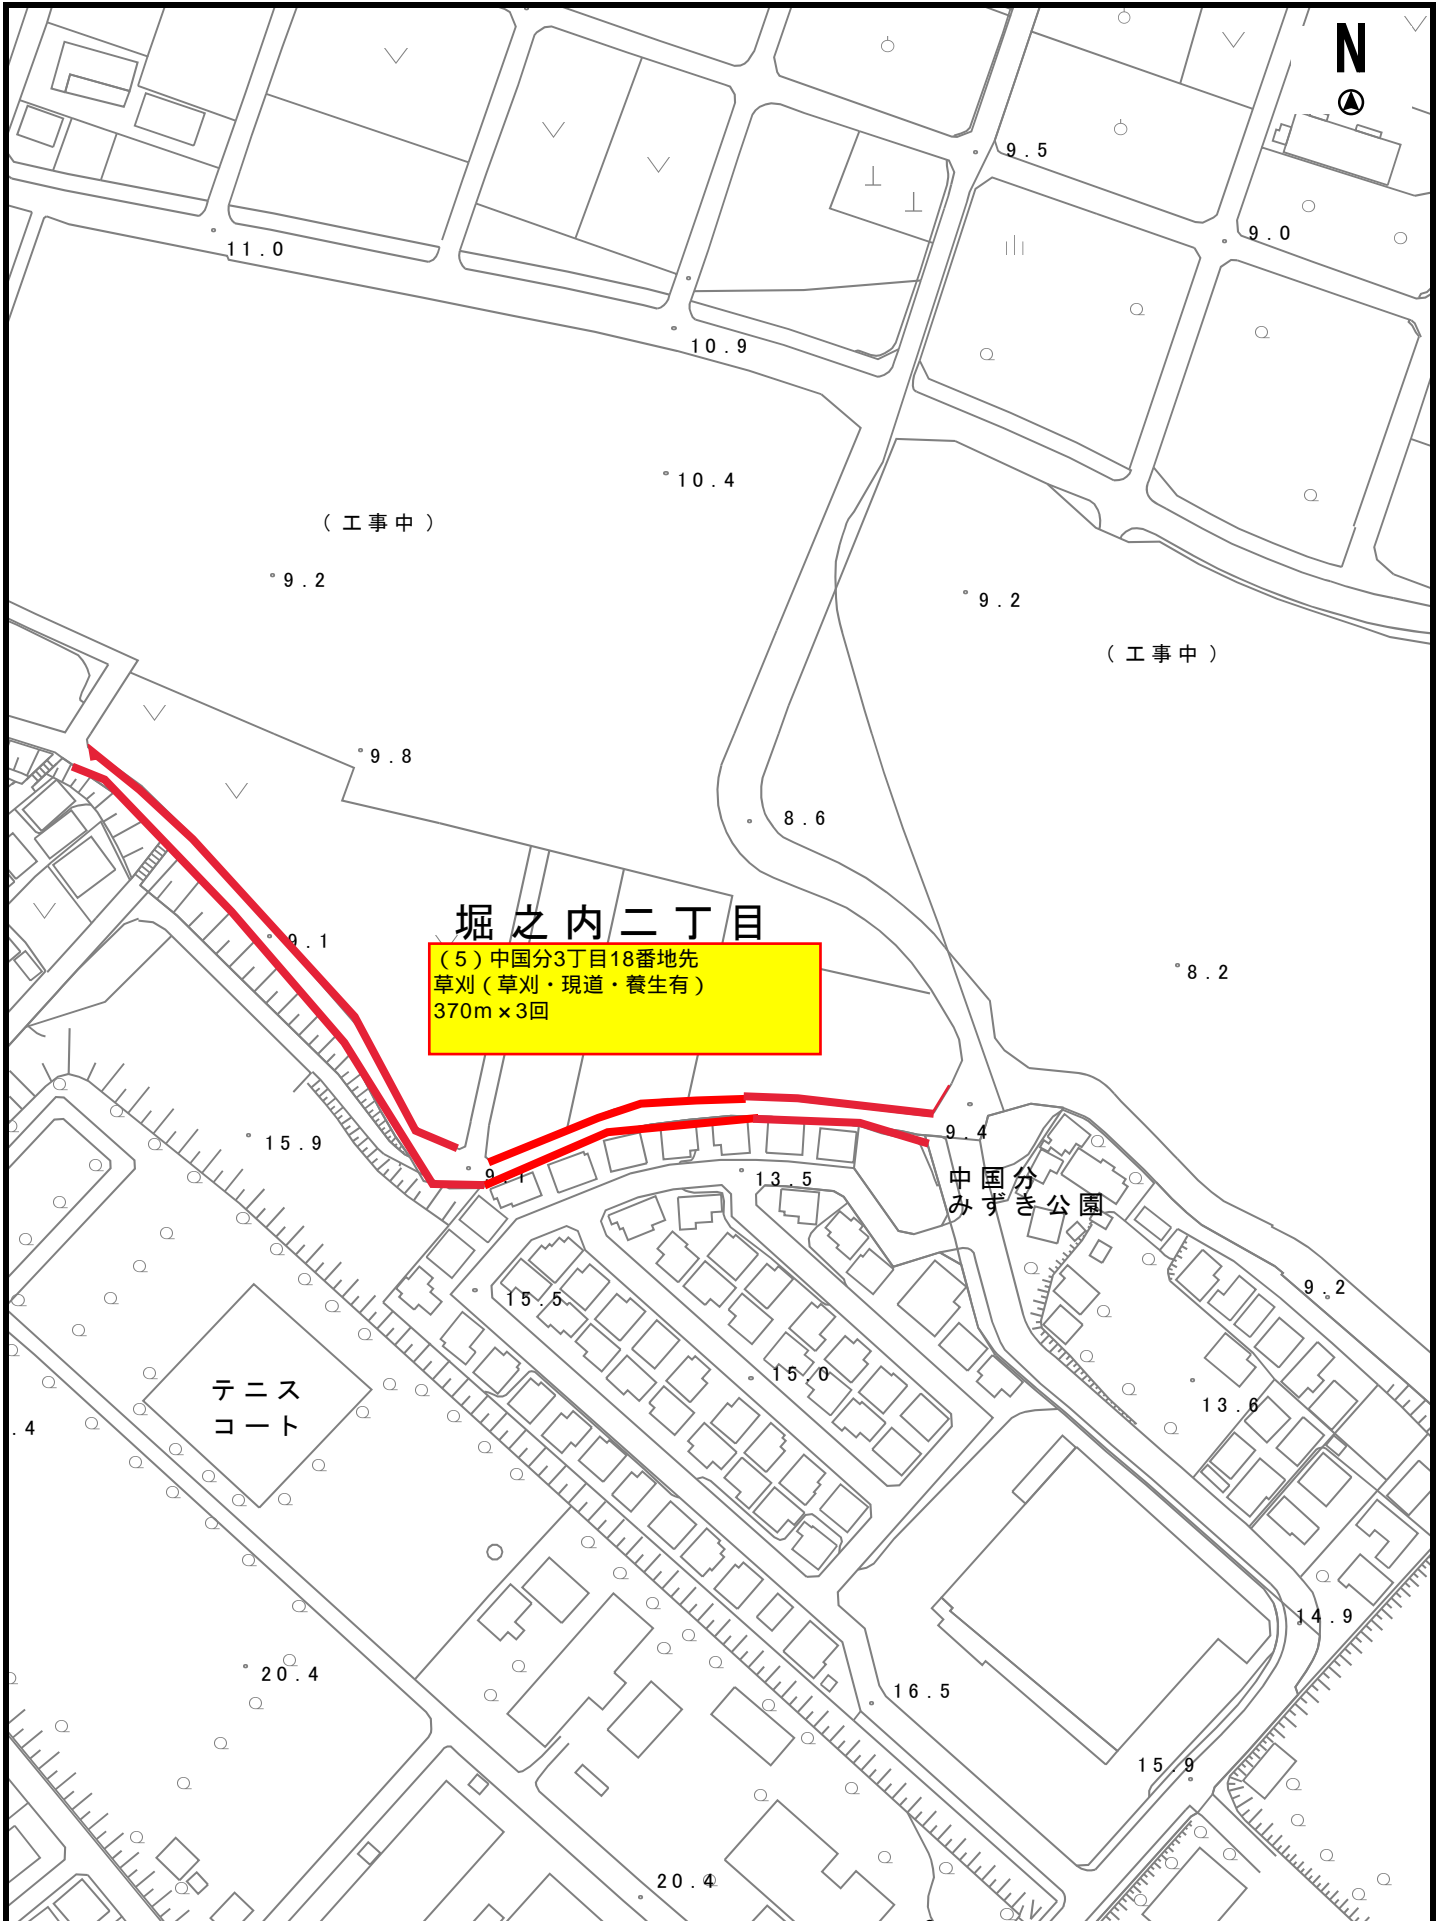 N
9.5
9.0
11.0
10.9
10.4
（工事中）
9.2
9.2
（工事中）
9.8
8.6
堀之内二丁目
9.1
（5）中国分3丁目18番地先
草刈（草刈・現道・養生有）
370m×3回
8.2
9.4
15.9
9.1
13.5
中国分
みずき公園
15.5
9.2
15.0
テニス
コート
13.6
.4
14.9
20.4
16.5
15.9
20.4